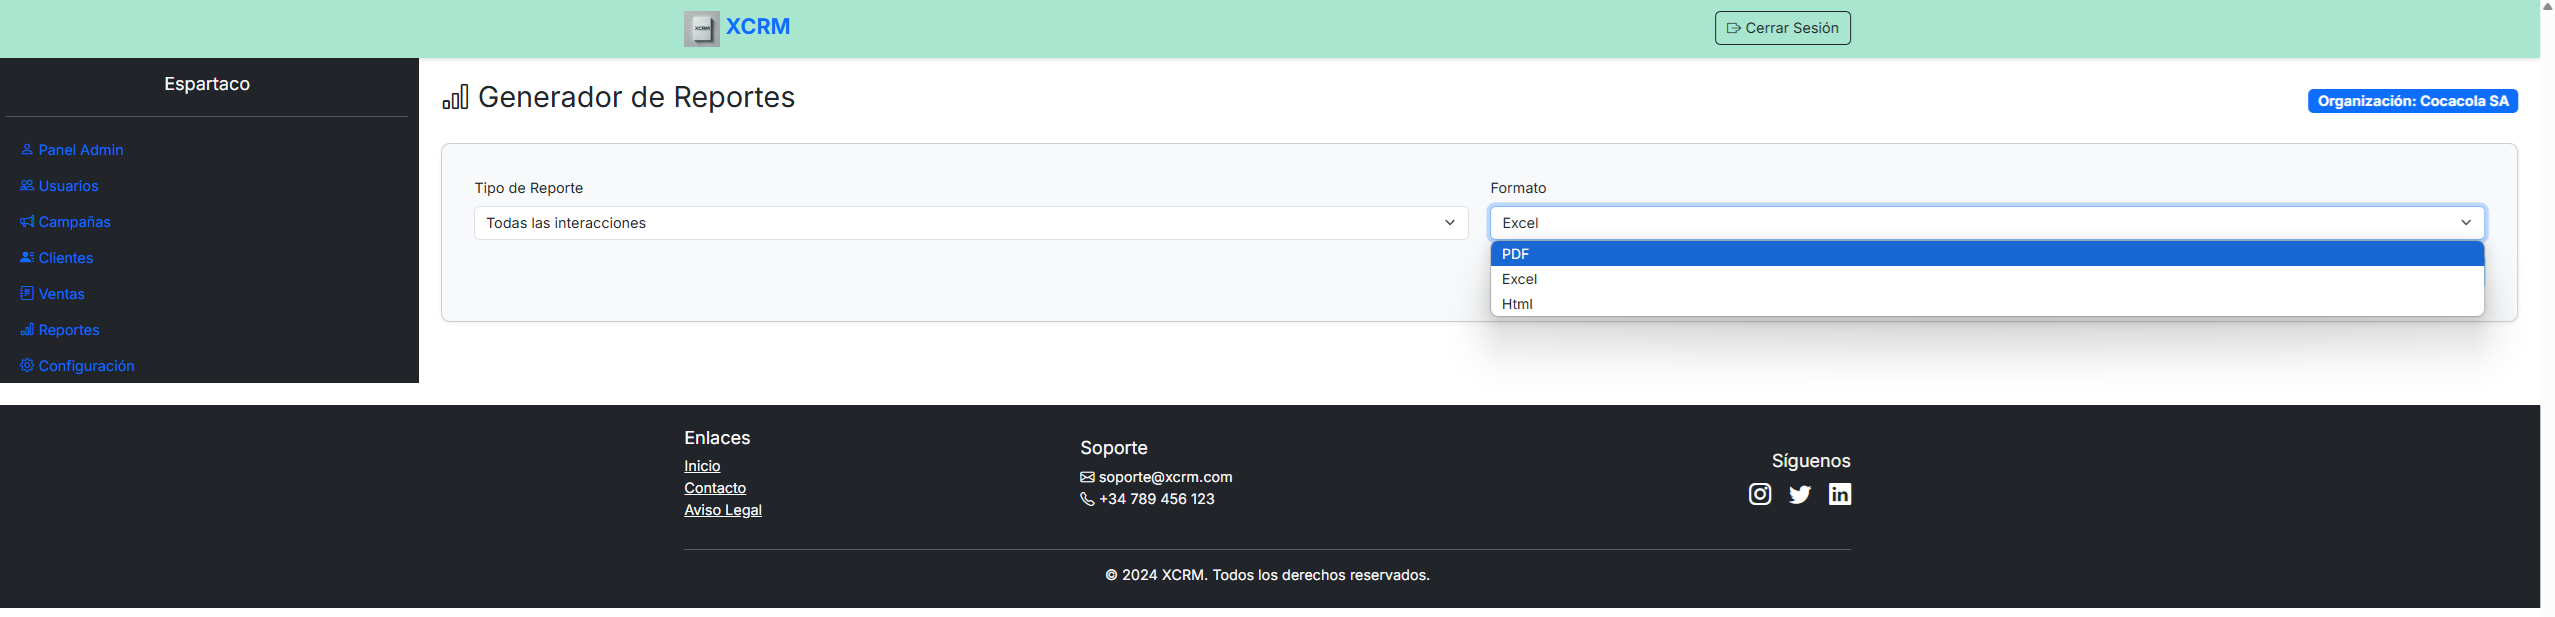 XCRM
XCRM
Cerrar Sesión
Espartaco
Panel Admin
Usuarios
Campañas
Clientes
Ventas
Reportes
Configuración
Generador de Reportes
Organización: Cocacola SA
Tipo de Reporte
Todas las interacciones
Formato
Excel
PDF
Excel
Html
Enlaces
Inicio
Contacto
Aviso Legal
Soporte
soporte@xcrm.com
+34 789 456 123
Síguenos
in
© 2024 XCRM. Todos los derechos reservados.